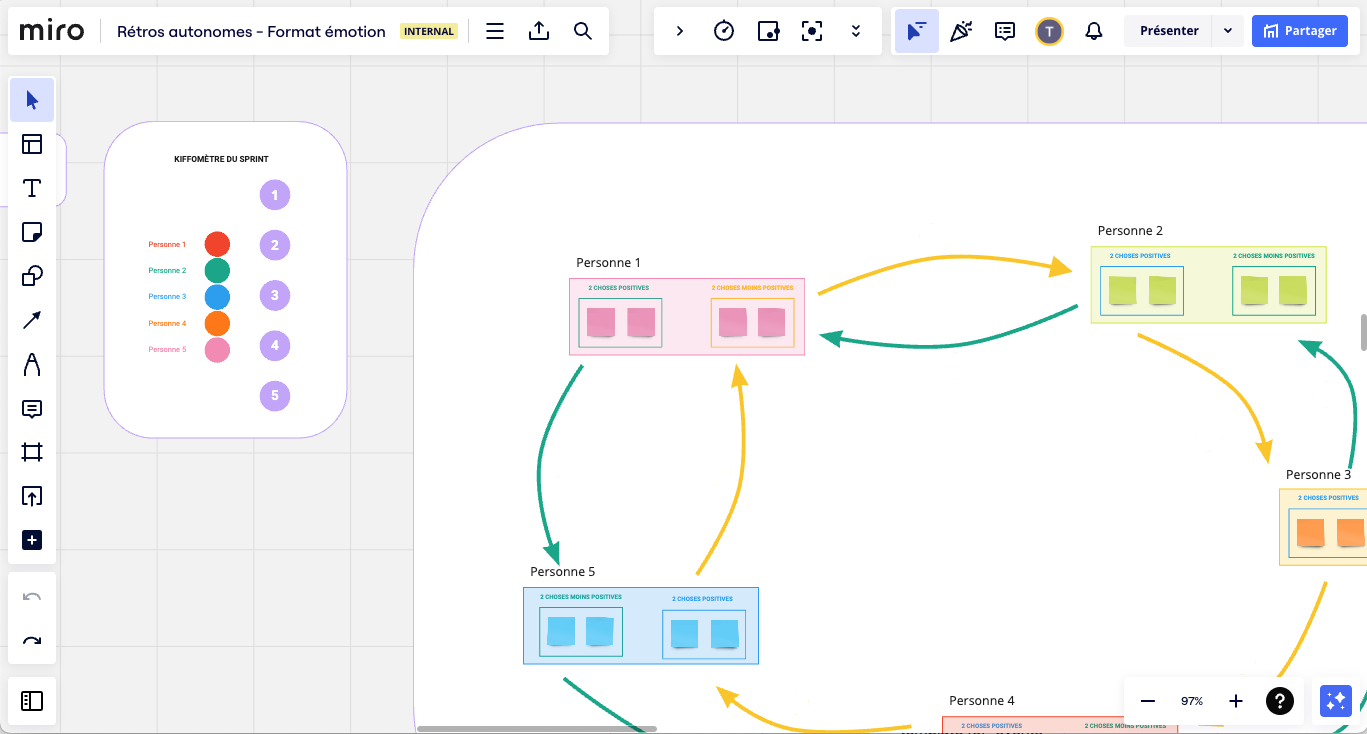 miro
Rétros autonomes - Format émotion
INTERNAL
T
Présenter
Partager
KIFFOMÈTRE DU SPRINT
1
2
3
4
5
Personne 1
Personne 2
Personne 3
Personne 4
Personne 5
Personne 1
2 CHOSES POSITIVES
2 CHOSES MOINS POSITIVES
Personne 2
2 CHOSES POSITIVES
2 CHOSES MOINS POSITIVES
Personne 3
2 CHOSES POSITIVES
Personne 5
2 CHOSES MOINS POSITIVES
2 CHOSES POSITIVES
Personne 4
2 CHOSES POSITIVES
2 CHOSES MOINS POSITIVES
97%
?